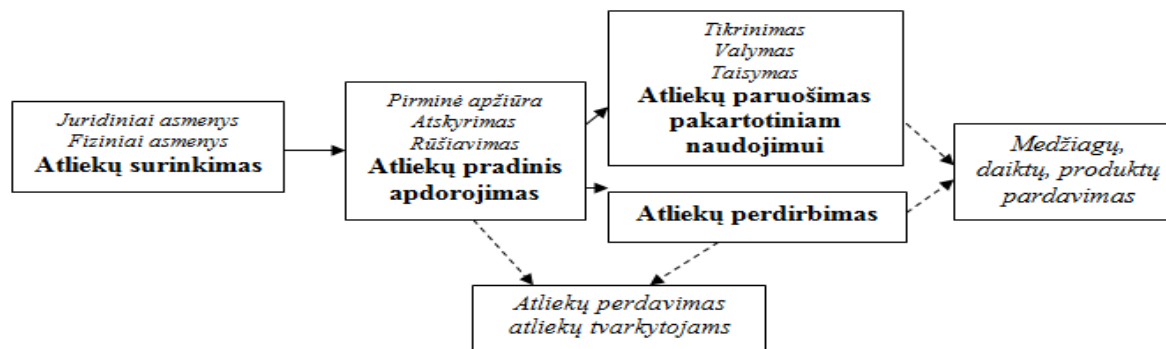 Juridiniai asmenys
Fiziniai asmenys
Atliekų surinkimas
Pirminė apžiūra
Atskyrimas
Rūšiavimas
Atliekų pradinis
apdorojimas
Tikrinimas
Valymas
Taisymas
Atliekų paruošimas
pakartotiniam
naudojimui
Atliekų perdirbimas
Medžiagų,
daiktų, produktų
pardavimas
Atliekų perdavimas
atliekų tvarkytojams